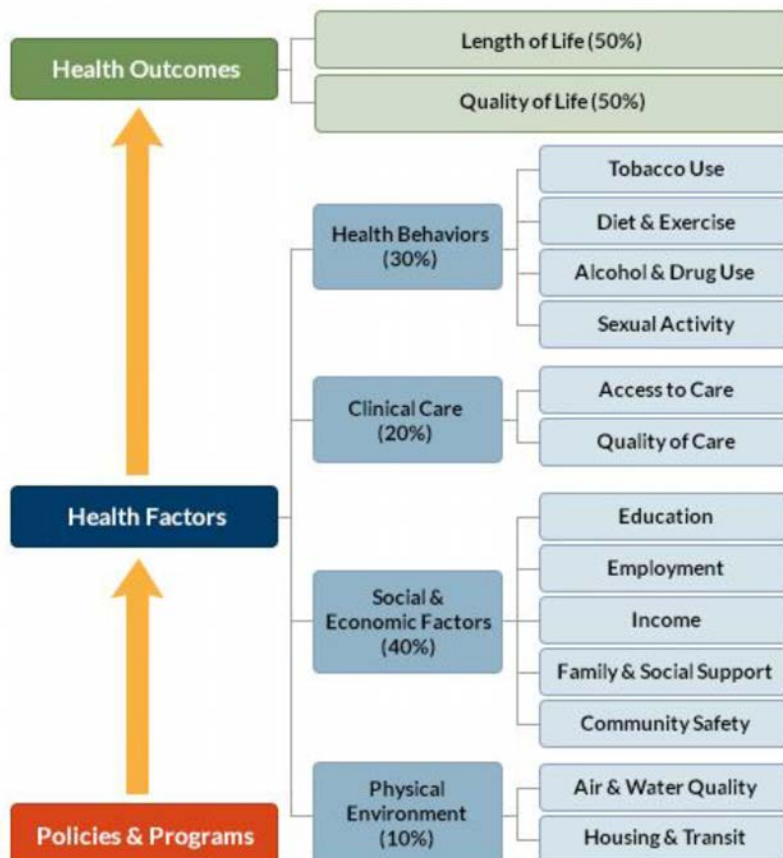 Health Outcomes
Length of Life (50%)
Quality of Life (50%)
Health Behaviors
(30%)
Tobacco Use
Diet & Exercise
Alcohol & Drug Use
Sexual Activity
Clinical Care
(20%)
Access to Care
Quality of Care
Health Factors
Social &
Economic Factors
(40%)
Education
Employment
Income
Family & Social Support
Community Safety
Physical
Environment
(10%)
Air & Water Quality
Housing & Transit
Policies & Programs